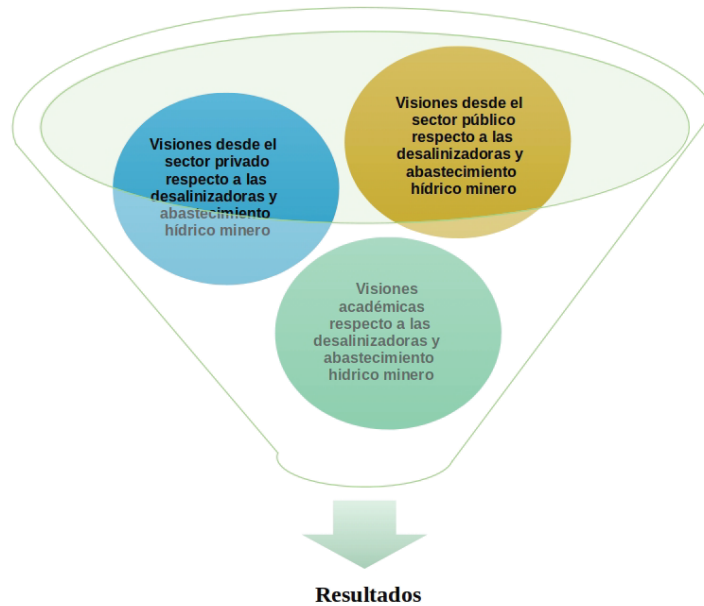 Visiones desde el
sector privado
respecto a las
desalinizadoras y
abastecimiento
hídrico minero
Visiones desde el
sector público
respecto a las
desalinizadoras y
abastecimiento
hídrico minero
Visiones
académicas
respecto a las
desalinizadoras y
abastecimiento
hídrico minero
Resultados